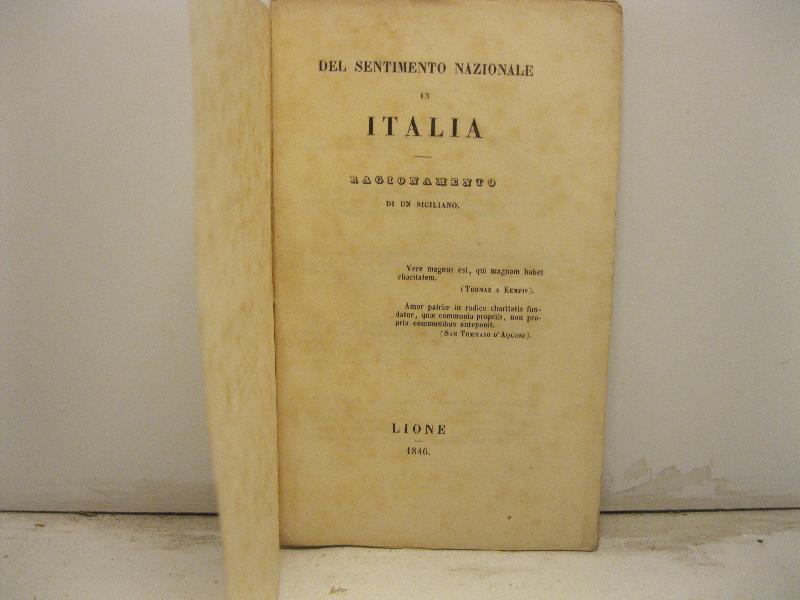 DEL SENTIMENTO NAZIONALE
IN
ITALIA
RAGIONAMENTO
DI UN SICILIANO.
Vere magnus est, qui magnam habet
charitatem.
(THOMAS A KEMPIS).
Amor patriæ in radice charitatis fun-
datur, quæ communia propriis, non pro-
pria communibus anteponit.
(SAN TOMMASO D'AQUINO).
LIONE
1846.